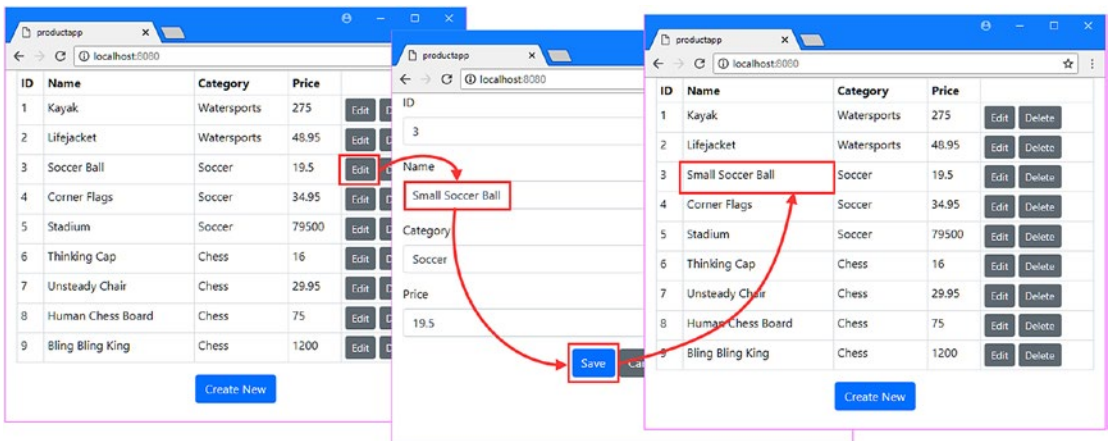 productapp
localhost:8080
ID Name Category Price
1 Kayak Watersports 275 Edit
2 Lifejacket Watersports 48.95 Edit
3 Soccer Ball Soccer 19.5 Edit
4 Corner Flags Soccer 34.95 Edit
5 Stadium Soccer 79500 Edit
6 Thinking Cap Chess 16 Edit
7 Unsteady Chair Chess 29.95 Edit
8 Human Chess Board Chess 75 Edit
9 Bling Bling King Chess 1200 Edit
Create New
productapp
localhost:8080
ID
3
Name
Small Soccer Ball
Category
Soccer
Price
19.5
Save
productapp
localhost:8080
ID Name Category Price
1 Kayak Watersports 275 Edit Delete
2 Lifejacket Watersports 48.95 Edit Delete
3 Small Soccer Ball Soccer 19.5 Edit Delete
4 Corner Flags Soccer 34.95 Edit Delete
5 Stadium Soccer 79500 Edit Delete
6 Thinking Cap Chess 16 Edit Delete
7 Unsteady Chair Chess 29.95 Edit Delete
8 Human Chess Board Chess 75 Edit Delete
9 Bling Bling King Chess 1200 Edit Delete
Create New